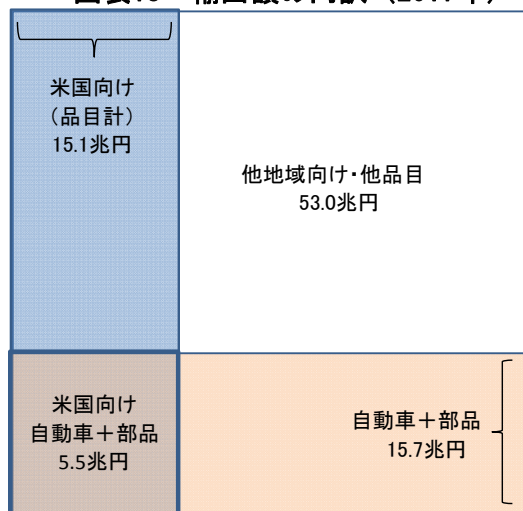 米国向け
（品目計）
15.1兆円
他地域向け・他品目
53.0兆円
米国向け
自動車＋部品
5.5兆円
自動車＋部品
15.7兆円